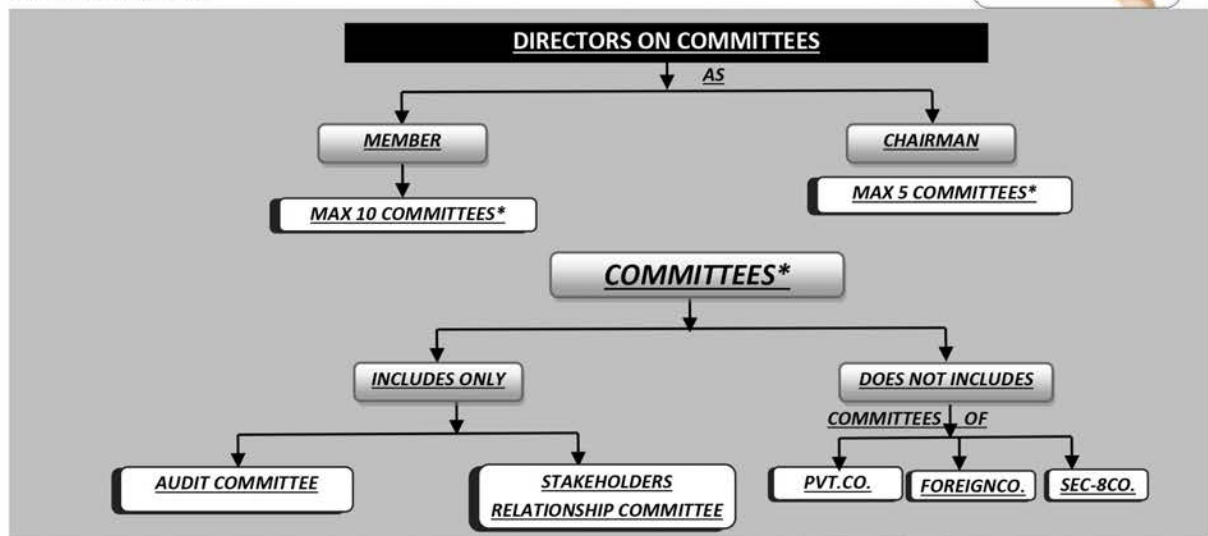 DIRECTORS ON COMMITTEES
AS
MEMBER
CHAIRMAN
MAX 10 COMMITTEES*
MAX 5 COMMITTEES*
COMMITTEES*
INCLUDES ONLY
DOES NOT INCLUDES
COMMITTEES OF
AUDIT COMMITTEE
STAKEHOLDERS
RELATIONSHIP COMMITTEE
PVT.CO.
FOREIGNCO.
SEC-8CO.